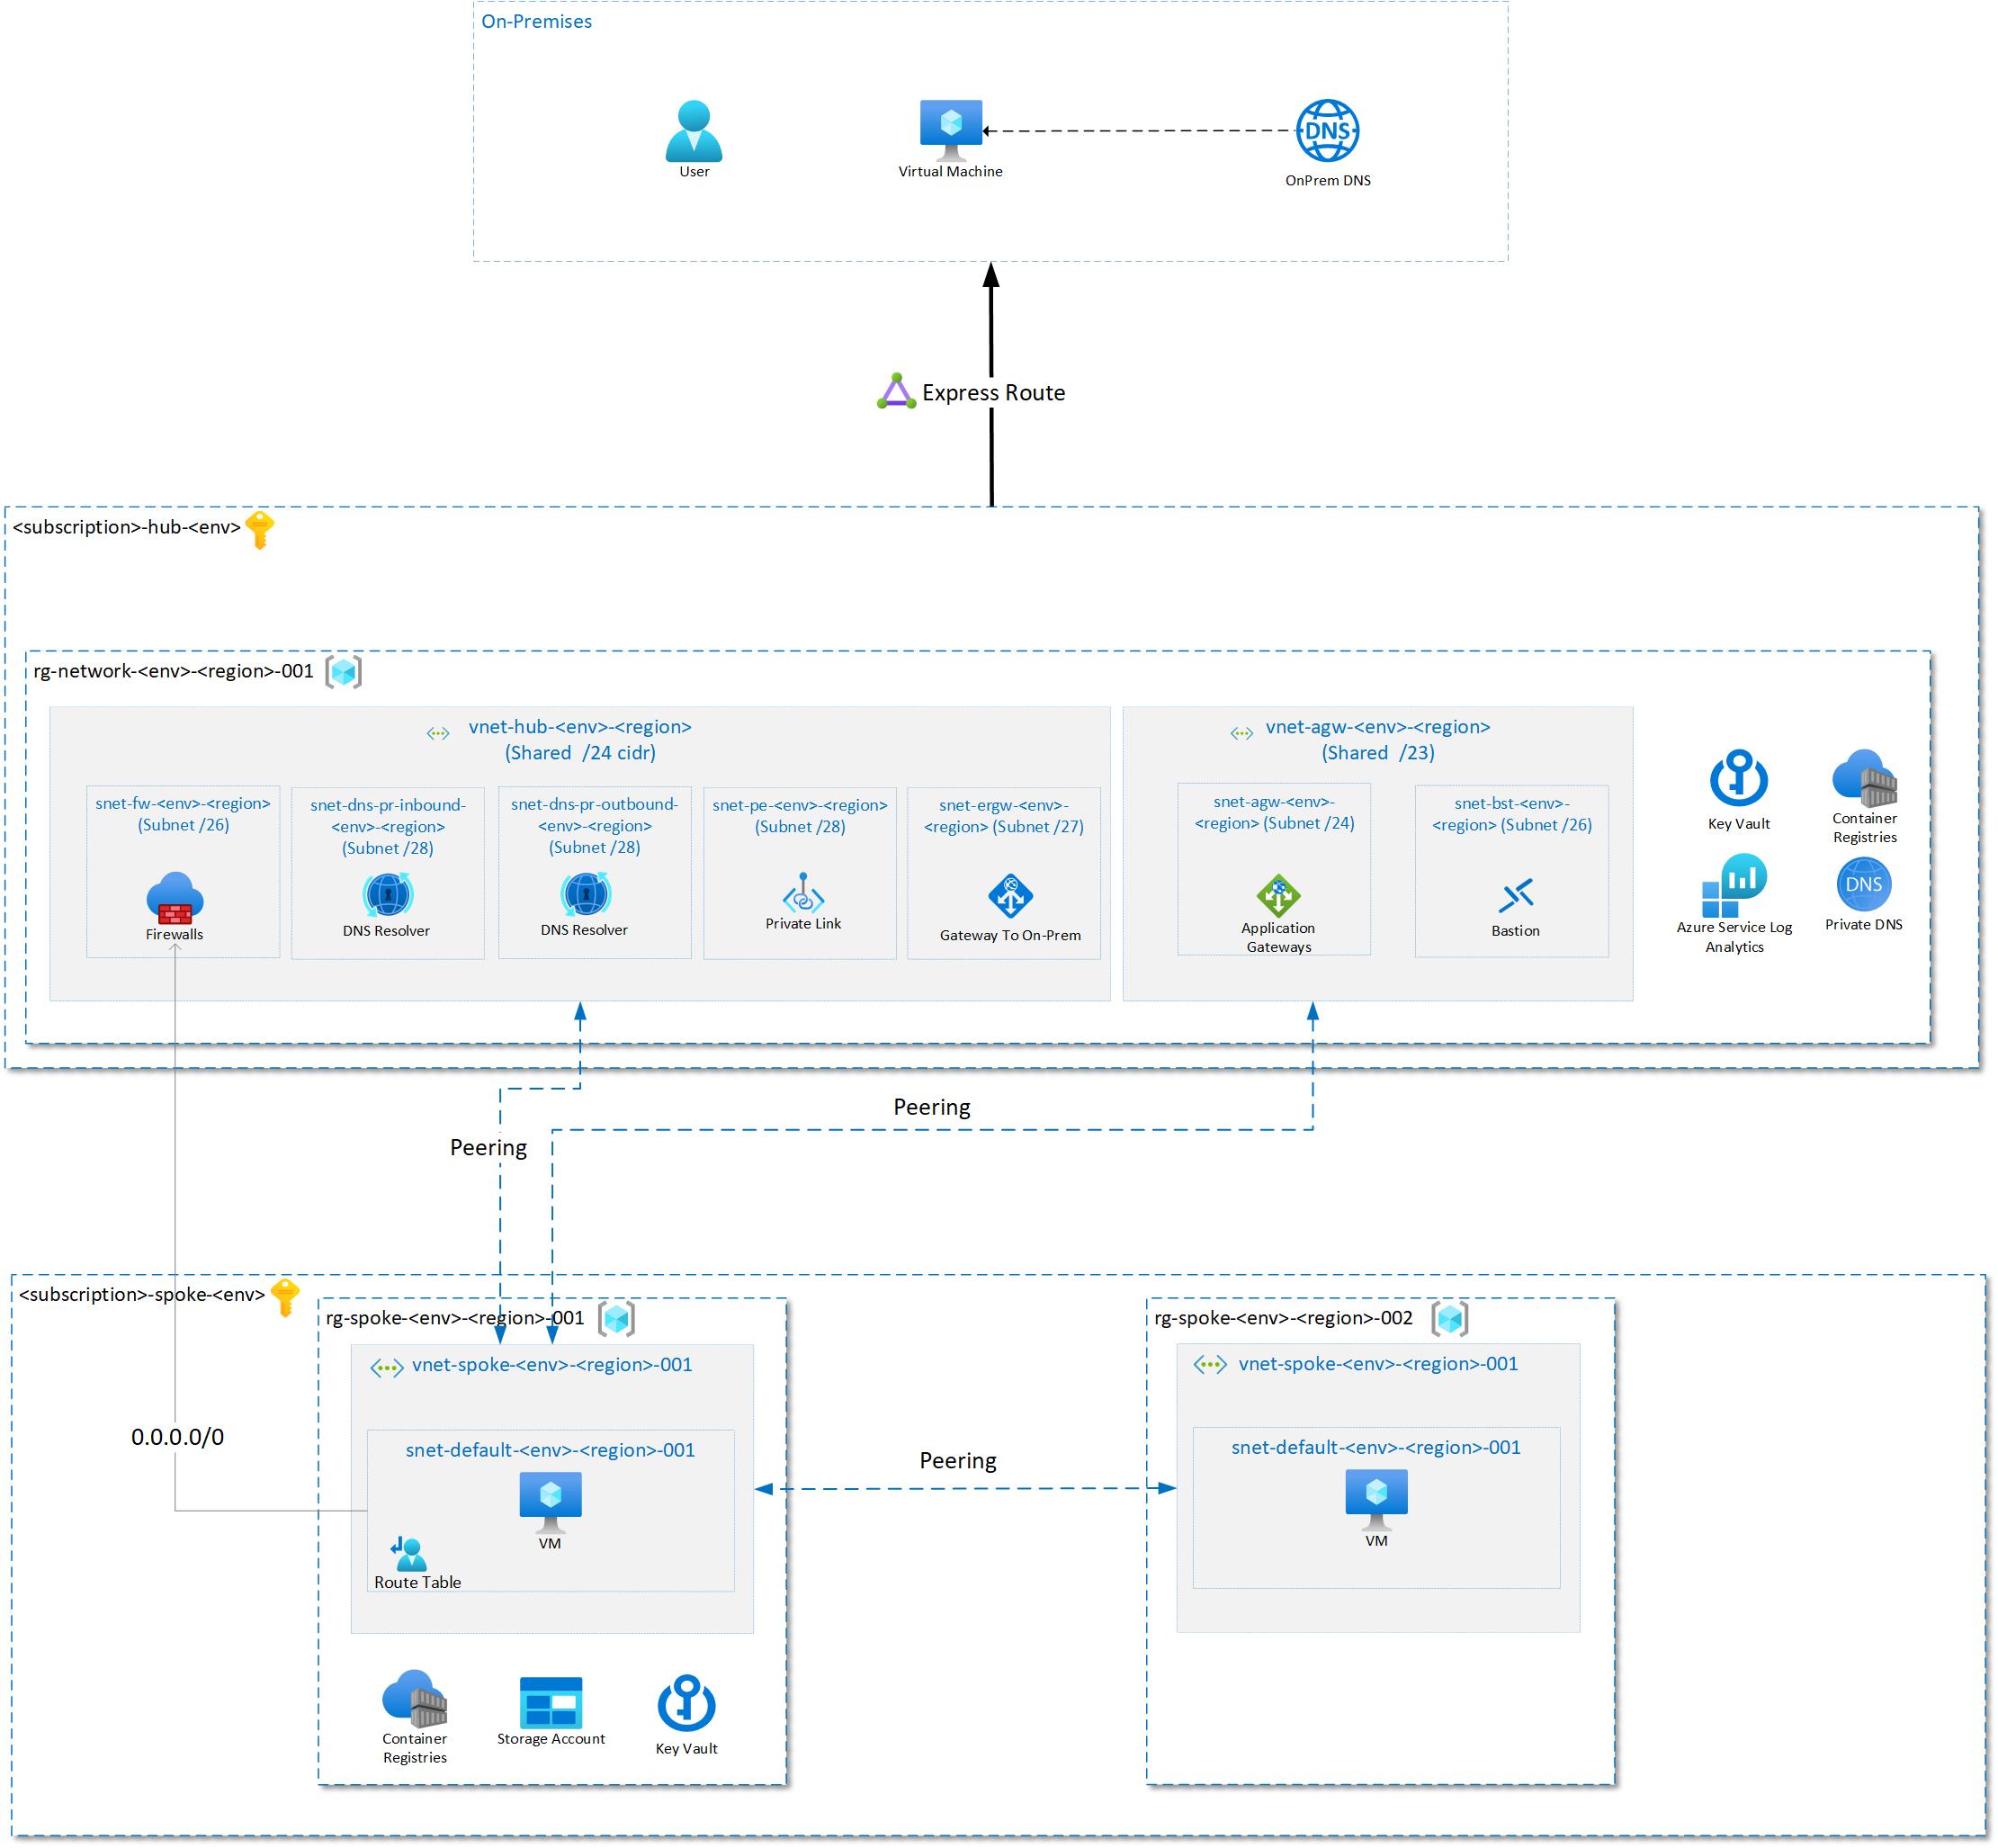 On-Premises
User
Virtual Machine
DNS
OnPrem DNS
Express Route
<subscription>-hub-<env>
rg-network-<env>-<region>-001
vnet-hub-<env>-<region>
(Shared  /24 cidr)
snet-fw-<env>-<region>
(Subnet /26)
Firewalls
snet-dns-pr-inbound-
<env>-<region>
(Subnet /28)
DNS Resolver
snet-dns-pr-outbound-
<env>-<region>
(Subnet /28)
DNS Resolver
snet-pe-<env>-<region>
(Subnet /28)
Private Link
snet-ergw-<env>-
<region> (Subnet /27)
Gateway To On-Prem
vnet-agw-<env>-<region>
(Shared  /23)
snet-agw-<env>-
<region> (Subnet /24)
Application
Gateways
snet-bst-<env>-
<region> (Subnet /26)
Bastion
Key Vault
Container
Registries
Azure Service Log
Analytics
DNS
Private DNS
Peering
Peering
<subscription>-spoke-<env>
0.0.0.0/0
rg-spoke-<env>-<region>-001
vnet-spoke-<env>-<region>-001
snet-default-<env>-<region>-001
VM
Route Table
Container
Registries
Storage Account
Key Vault
Peering
rg-spoke-<env>-<region>-002
vnet-spoke-<env>-<region>-001
snet-default-<env>-<region>-001
VM